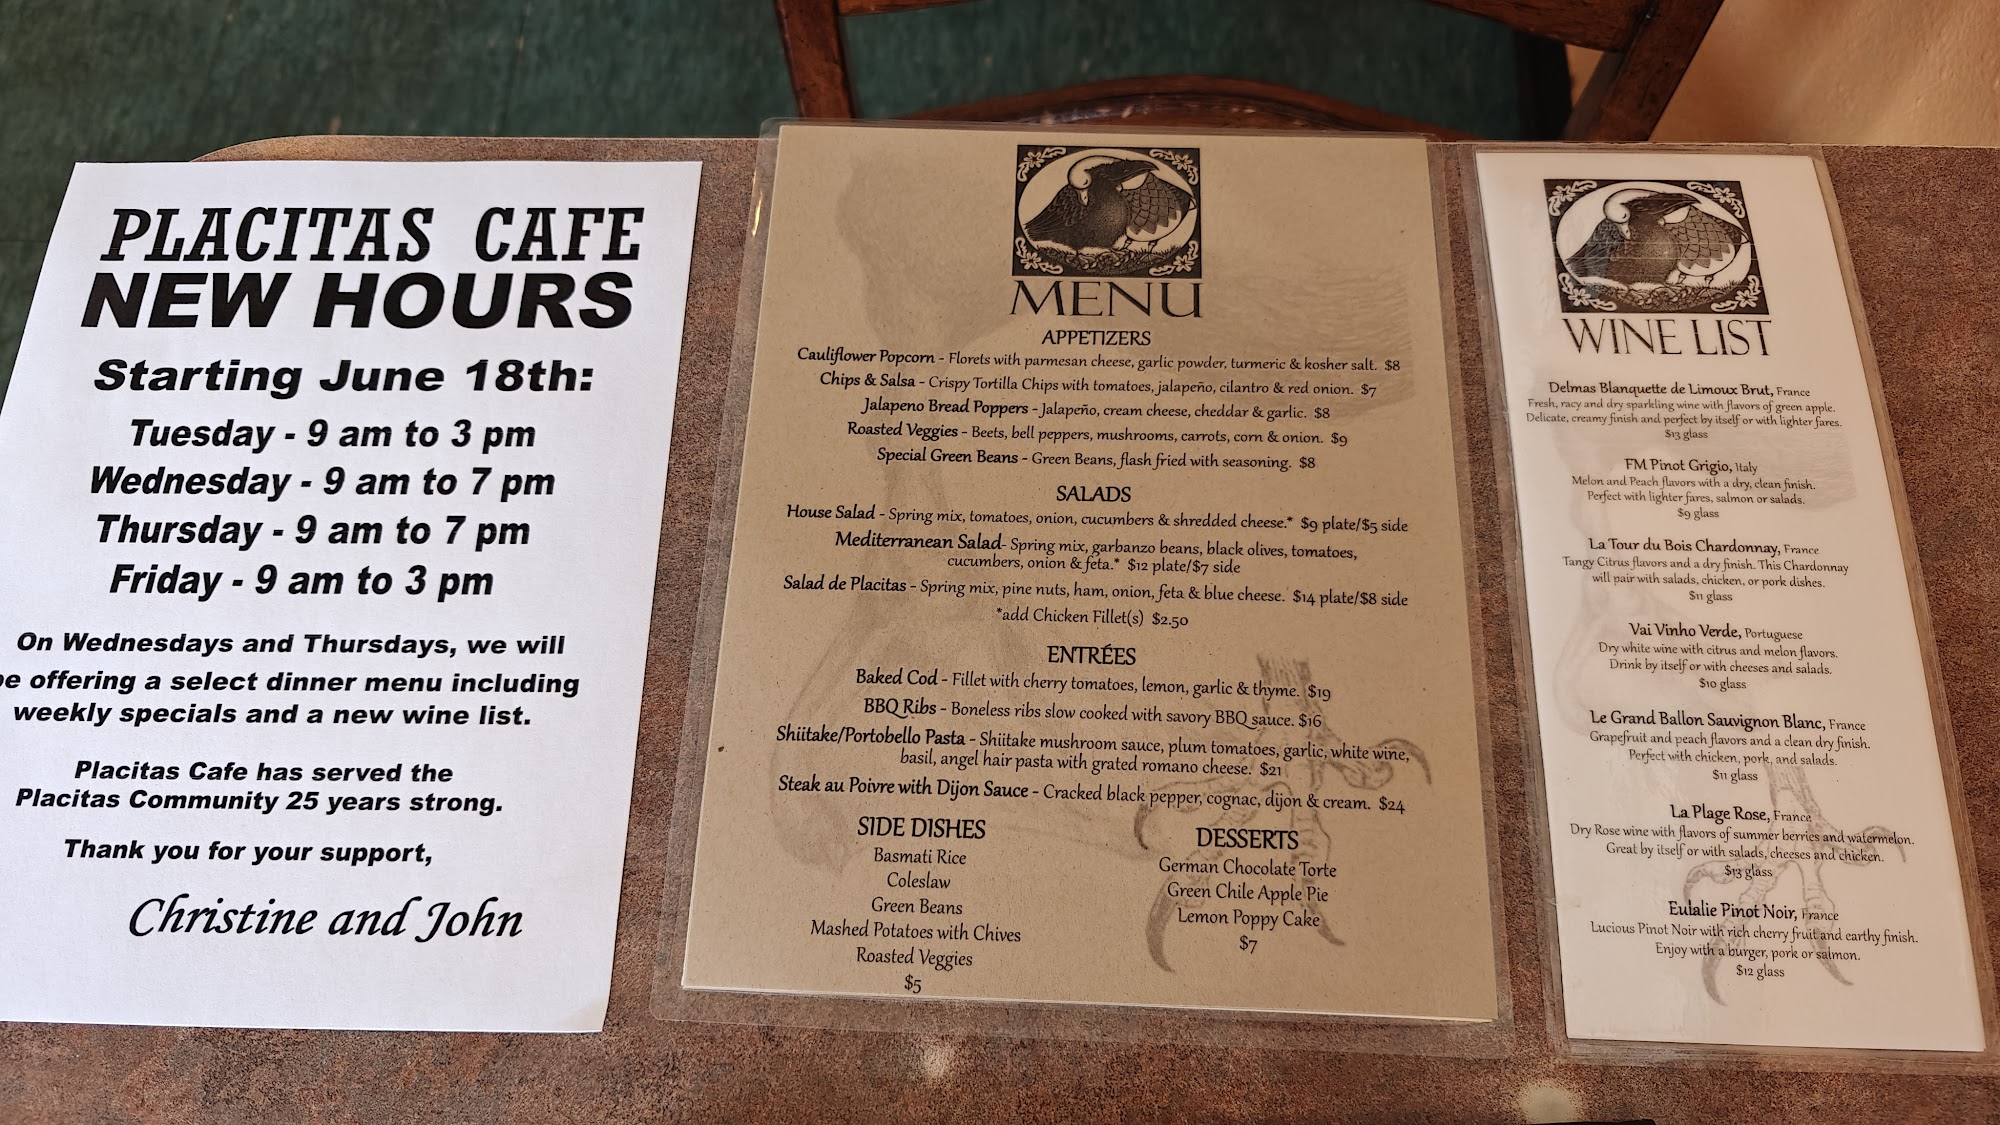 PLACITAS CAFE
NEW HOURS
Starting June 18th:
Tuesday - 9 am to 3 pm
Wednesday - 9 am to 7 pm
Thursday - 9 am to 7 pm
Friday - 9 am to 3 pm
On Wednesdays and Thursdays, we will
be offering a select dinner menu including
weekly specials and a new wine list.
Placitas Cafe has served the
Placitas Community 25 years strong.
Thank you for your support,
Christine and John
MENU
APPETIZERS
Cauliflower Popcorn - Florets with parmesan cheese, garlic powder, turmeric & kosher salt. $8
Chips & Salsa - Crispy Tortilla Chips with tomatoes, jalapeño, cilantro & red onion. $7
Jalapeno Bread Poppers - Jalapeño, cream cheese, cheddar & garlic. $8
Roasted Veggies - Beets, bell peppers, mushrooms, carrots, corn & onion. $9
Special Green Beans - Green Beans, flash fried with seasoning. $8
SALADS
House Salad - Spring mix, tomatoes, onion, cucumbers & shredded cheese.* $9 plate/$5 side
Mediterranean Salad- Spring mix, garbanzo beans, black olives, tomatoes,
cucumbers, onion & feta.* $12 plate/$7 side
Salad de Placitas - Spring mix, pine nuts, ham, onion, feta & blue cheese. $14 plate/$8 side
*add Chicken Fillet(s) $2.50
ENTRÉES
Baked Cod - Fillet with cherry tomatoes, lemon, garlic & thyme. $19
BBQ Ribs - Boneless ribs slow cooked with savory BBQ sauce. $16
Shiitake/Portobello Pasta - Shiitake mushroom sauce, plum tomatoes, garlic, white wine,
basil, angel hair pasta with grated romano cheese. $21
Steak au Poivre with Dijon Sauce - Cracked black pepper, cognac, dijon & cream. $24
SIDE DISHES
Basmati Rice
Coleslaw
Green Beans
Mashed Potatoes with Chives
Roasted Veggies
$5
DESSERTS
German Chocolate Torte
Green Chile Apple Pie
Lemon Poppy Cake
$7
WINE LIST
Delmas Blanquette de Limoux Brut, France
Fresh, racy and dry sparkling wine with flavors of green apple.
Delicate, creamy finish and perfect by itself or with lighter fares.
$13 glass
FM Pinot Grigio, Italy
Melon and Peach flavors with a dry, clean finish.
Perfect with lighter fares, salmon or salads.
$9 glass
La Tour du Bois Chardonnay, France
Tangy Citrus flavors and a dry finish. This Chardonnay
will pair with salads, chicken, or pork dishes.
$11 glass
Vai Vinho Verde, Portuguese
Dry white wine with citrus and melon flavors.
Drink by itself or with cheeses and salads.
$10 glass
Le Grand Ballon Sauvignon Blanc, France
Grapefruit and peach flavors and a clean dry finish.
Perfect with chicken, pork, and salads.
$11 glass
La Plage Rose, France
Dry Rose wine with flavors of summer berries and watermelon.
Great by itself or with salads, cheeses and chicken.
$13 glass
Eulalie Pinot Noir, France
Lucious Pinot Noir with rich cherry fruit and earthy finish.
Enjoy with a burger, pork or salmon.
$12 glass